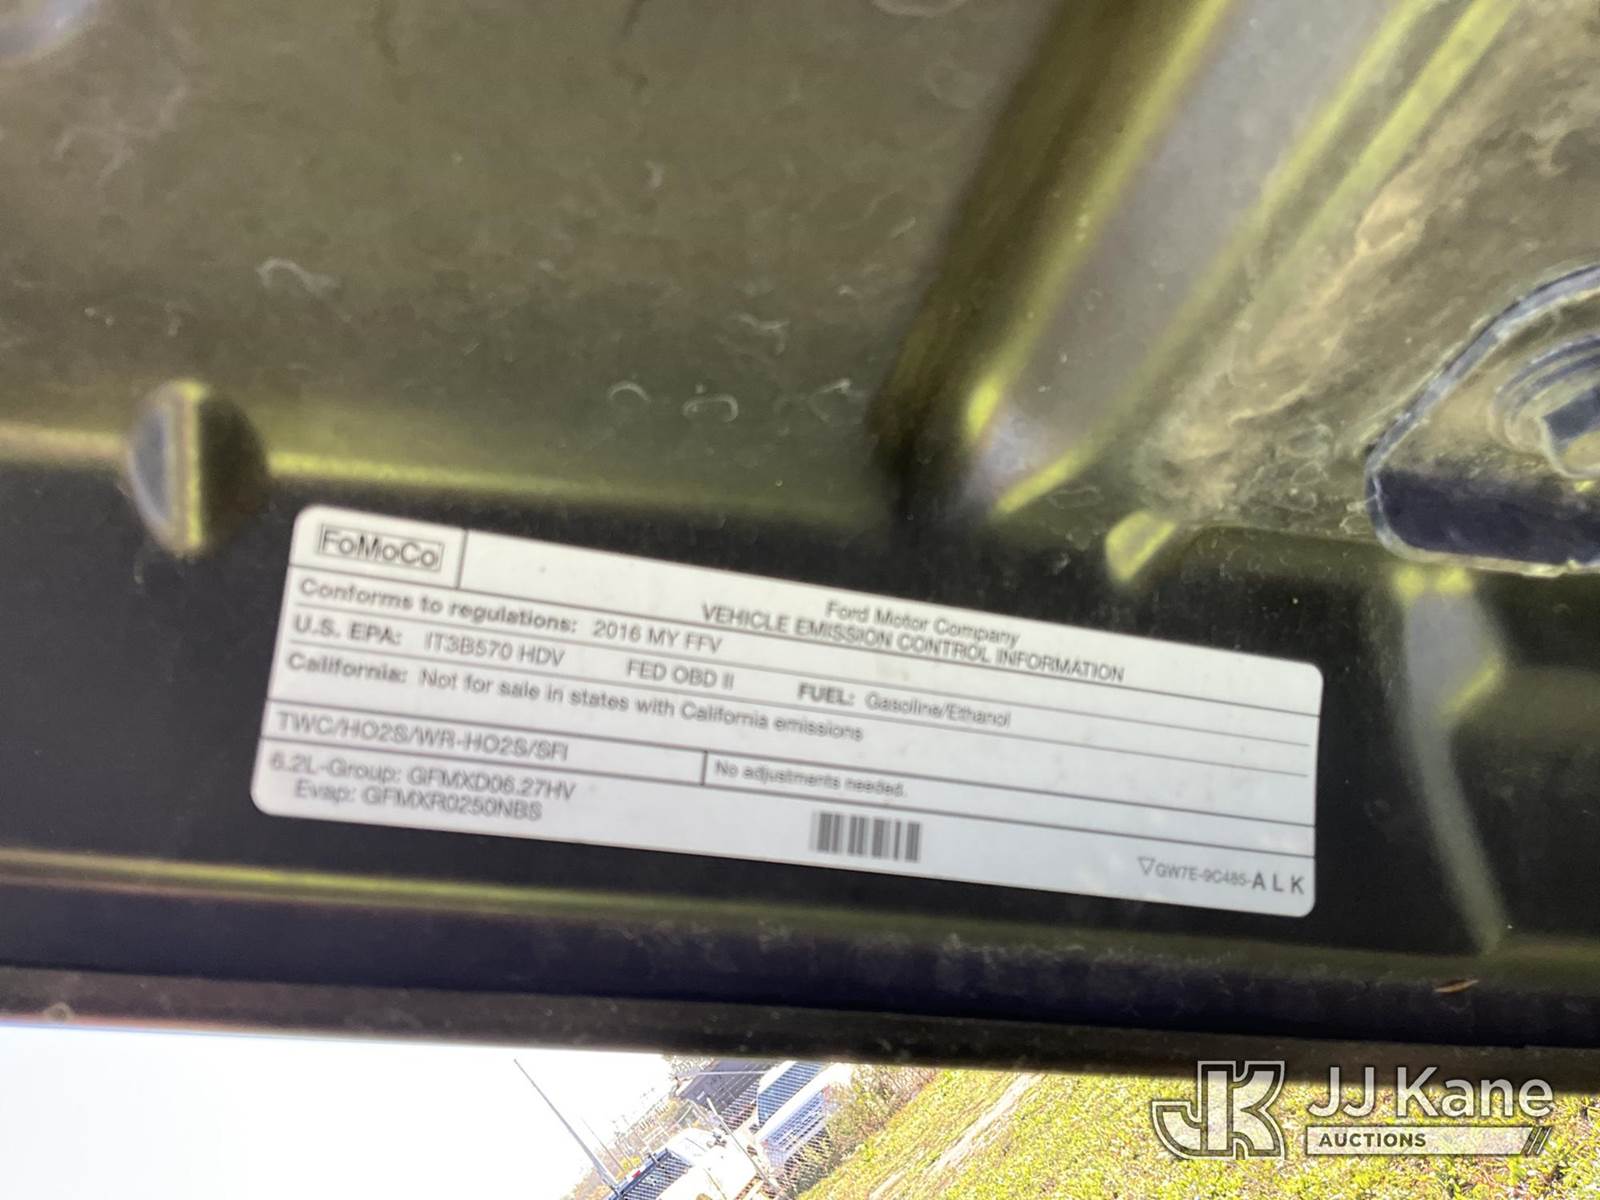 FoMoCo
Ford Motor Company
VEHICLE EMISSION CONTROL INFORMATION
Conforms to regulations: 2016 MY FFV
U.S. EPA: IT3B570 HDV FED OBD II FUEL: Gasoline/Ethanol
California: Not for sale in states with California emissions
TWC/HO2S/WR-HO2S/SFI
No adjustments needed.
6.2L-Group: GFMXD06.27HV
Evap: GFMXR0250NBS
GW7E-9C485-ALK
JK JJ Kane
AUCTIONS